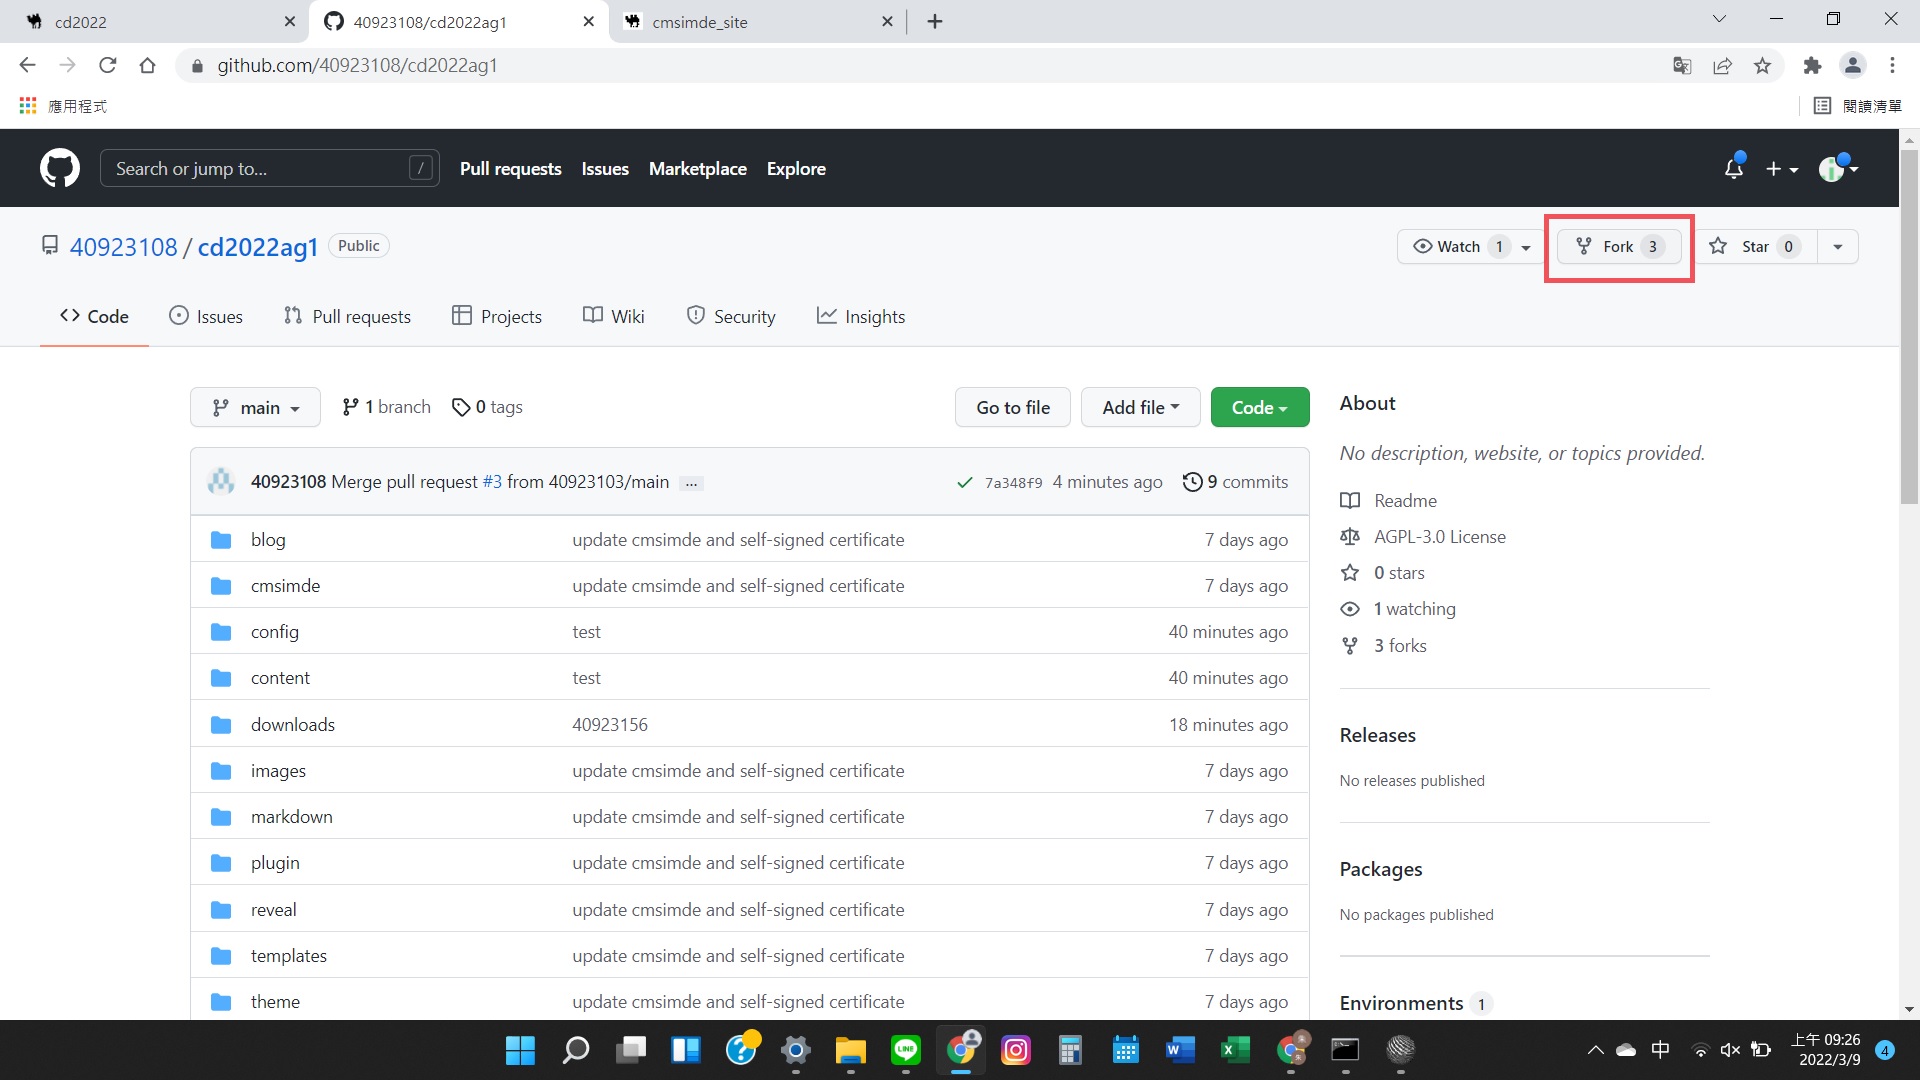 cd2022
40923108/cd2022ag1
cmsimde_site
github.com/40923108/cd2022ag1
應用程式
閱讀清單
Search or jump to... /
Pull requests Issues Marketplace Explore
40923108 / cd2022ag1 Public
Watch 1
Fork 3
Star 0
Code Issues Pull requests Projects Wiki Security Insights
main 1 branch 0 tags Go to file Add file Code
40923108 Merge pull request #3 from 40923103/main ... 7a348f9 4 minutes ago 9 commits
blog update cmsimde and self-signed certificate 7 days ago
cmsimde update cmsimde and self-signed certificate 7 days ago
config test 40 minutes ago
content test 40 minutes ago
downloads 40923156 18 minutes ago
images update cmsimde and self-signed certificate 7 days ago
markdown update cmsimde and self-signed certificate 7 days ago
plugin update cmsimde and self-signed certificate 7 days ago
reveal update cmsimde and self-signed certificate 7 days ago
templates update cmsimde and self-signed certificate 7 days ago
theme update cmsimde and self-signed certificate 7 days ago
About
No description, website, or topics provided.
Readme
AGPL-3.0 License
0 stars
1 watching
3 forks
Releases
No releases published
Packages
No packages published
Environments 1
LINE
中
上午 09:26
2022/3/9
4